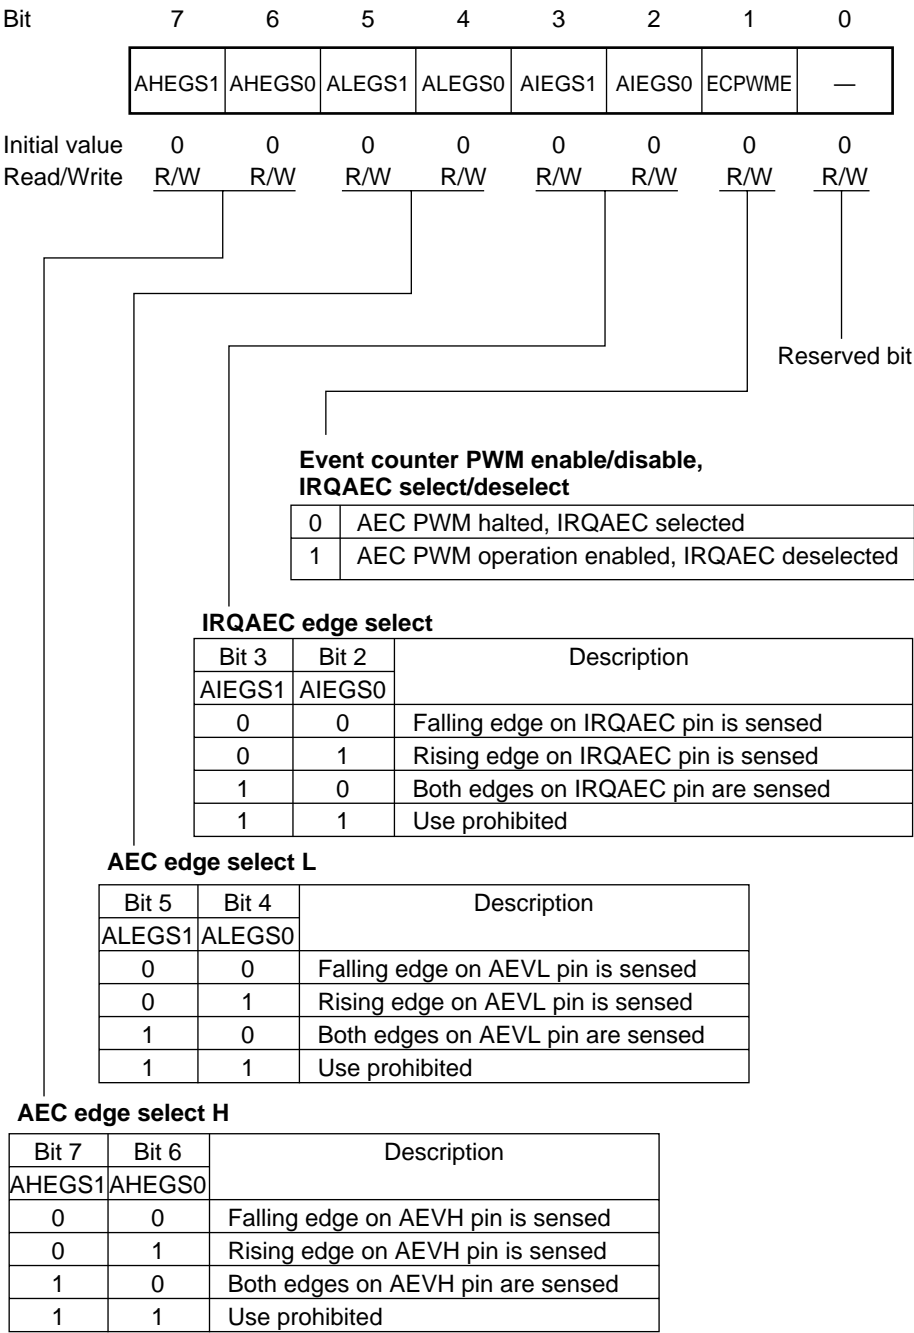 Bit 7 6 5 4 3 2 1 0
AHEGS1 AHEGS0 ALEGS1 ALEGS0 AIEGS1 AIEGS0 ECPWME —
Initial value 0 0 0 0 0 0 0 0
Read/Write R/W R/W R/W R/W R/W R/W R/W R/W
Reserved bit
Event counter PWM enable/disable,
IRQAEC select/deselect
0 AEC PWM halted, IRQAEC selected
1 AEC PWM operation enabled, IRQAEC deselected
IRQAEC edge select
Bit 3 Bit 2 Description
AIEGS1 AIEGS0
0 0 Falling edge on IRQAEC pin is sensed
0 1 Rising edge on IRQAEC pin is sensed
1 0 Both edges on IRQAEC pin are sensed
1 1 Use prohibited
AEC edge select L
Bit 5 Bit 4 Description
ALEGS1 ALEGS0
0 0 Falling edge on AEVL pin is sensed
0 1 Rising edge on AEVL pin is sensed
1 0 Both edges on AEVL pin are sensed
1 1 Use prohibited
AEC edge select H
Bit 7 Bit 6 Description
AHEGS1 AHEGS0
0 0 Falling edge on AEVH pin is sensed
0 1 Rising edge on AEVH pin is sensed
1 0 Both edges on AEVH pin are sensed
1 1 Use prohibited